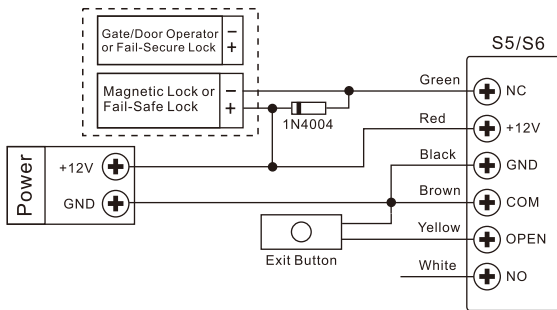 Gate/Door Operator
or Fail-Secure Lock
−
+
Magnetic Lock or
Fail-Safe Lock
−
+
1N4004
Power
+12V
GND
Exit Button
S5/S6
Green
NC
Red
+12V
Black
GND
Brown
COM
Yellow
OPEN
White
NO